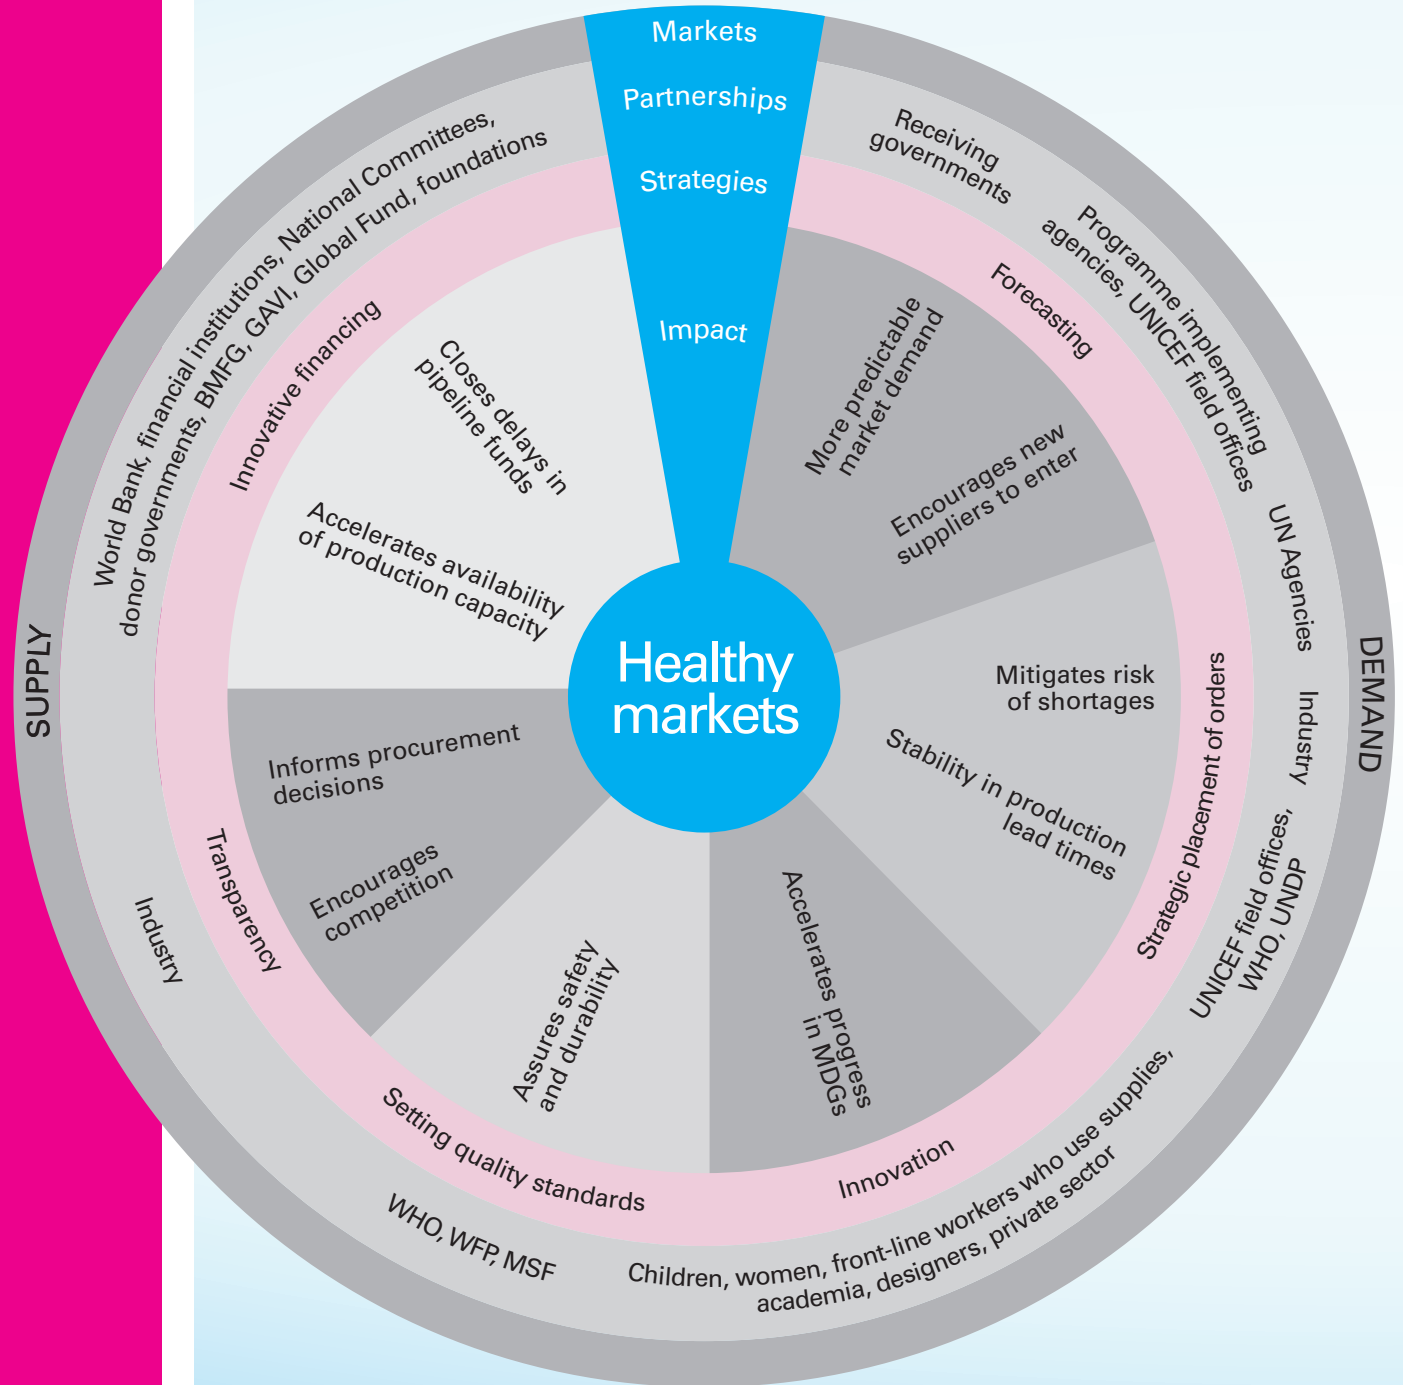 Markets
Partnerships
Strategies
Impact
Healthy
markets
DEMAND
Receiving
governments
Programme implementing
agencies, UNICEF field offices
UN Agencies
Industry
UNICEF field offices,
WHO, UNDP
Children, women, front-line workers who use supplies,
academia, designers, private sector
WHO, WFP, MSF
Industry
SUPPLY
World Bank, financial institutions, National Committees,
donor governments, BMFG, GAVI, Global Fund, foundations
Forecasting
More predictable
market demand
Encourages new
suppliers to enter
Strategic placement of orders
Mitigates risk
of shortages
Stability in production
lead times
Innovation
Accelerates progress
in MDGs
Setting quality standards
Assures safety
and durability
Transparency
Informs procurement
decisions
Encourages
competition
Innovative financing
Closes delays in
pipeline funds
Accelerates availability
of production capacity